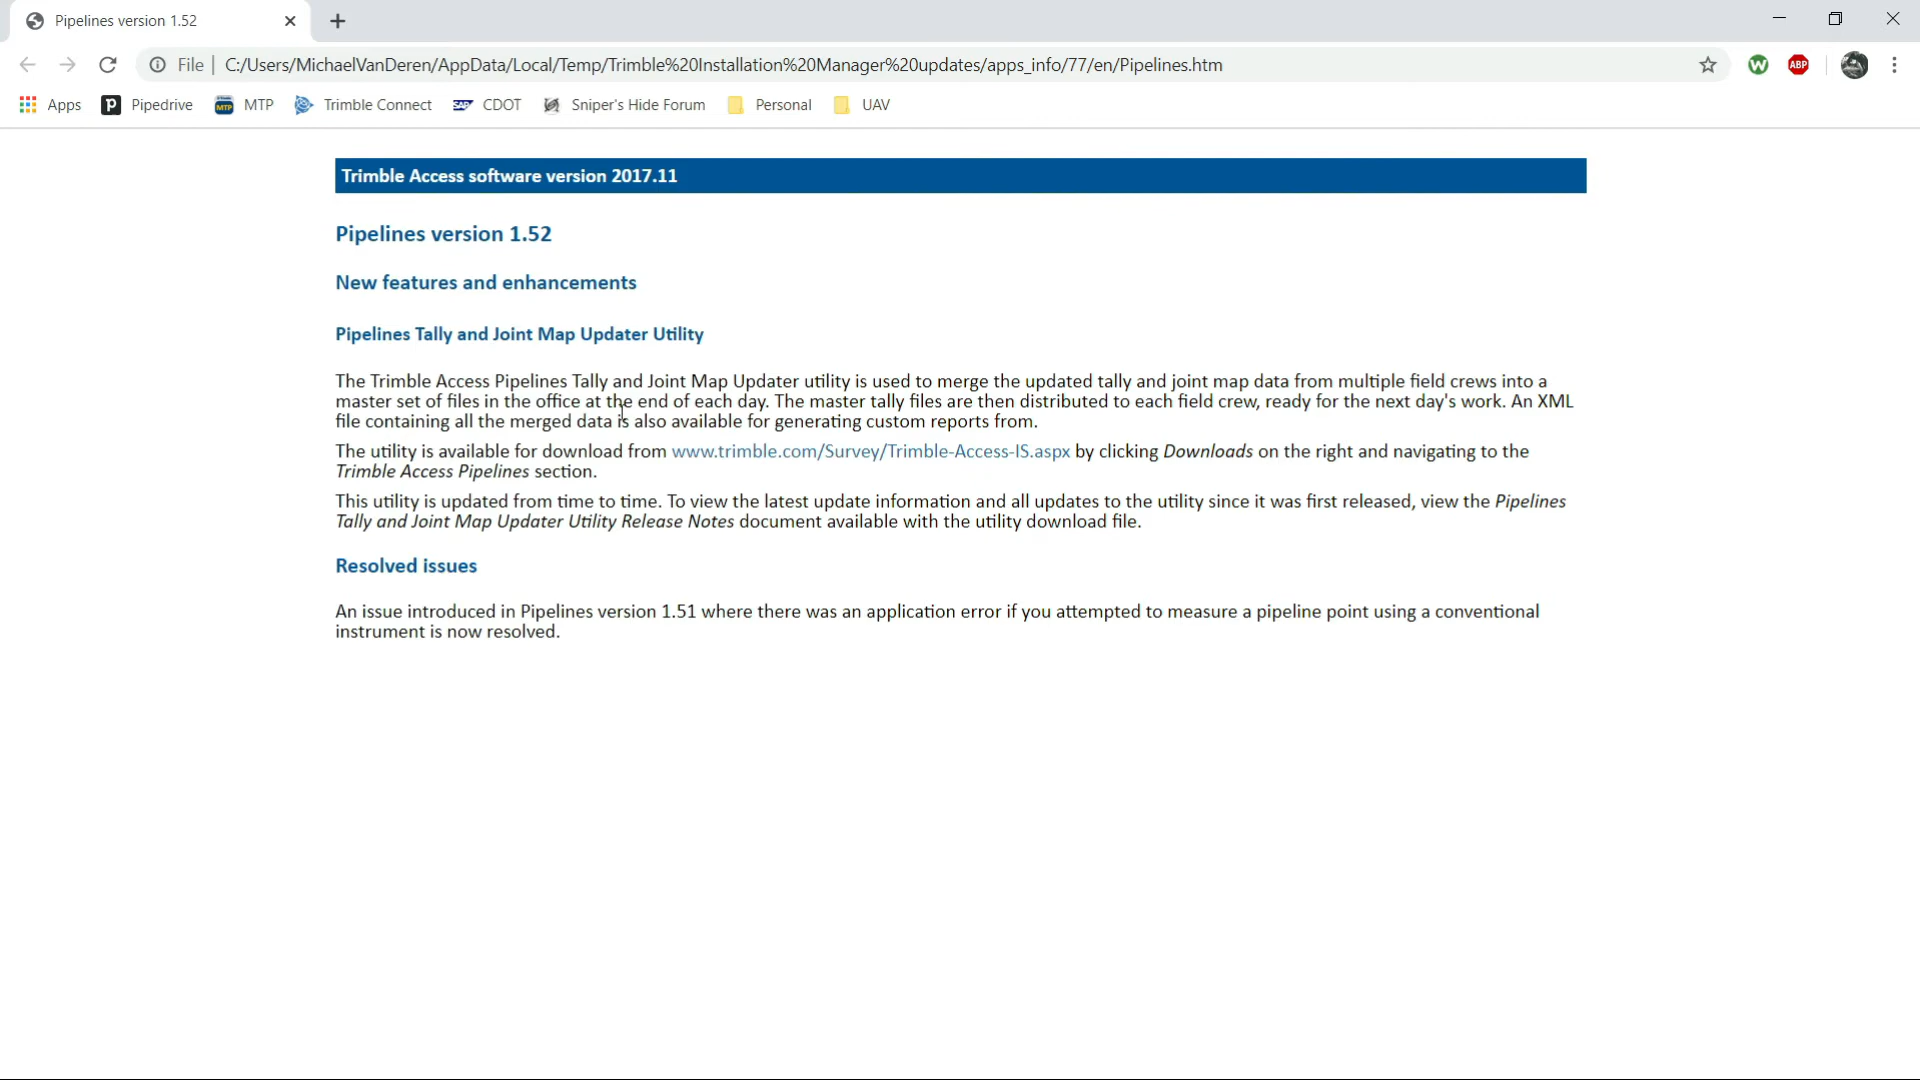 Pipelines version 1.52
File | C:/Users/MichaelVanDeren/AppData/Local/Temp/Trimble%20Installation%20Manager%20updates/apps_info/77/en/Pipelines.htm
W ABP
Apps Pipedrive MTP Trimble Connect CDOT Sniper's Hide Forum Personal UAV
Trimble Access software version 2017.11
Pipelines version 1.52
New features and enhancements
Pipelines Tally and Joint Map Updater Utility
The Trimble Access Pipelines Tally and Joint Map Updater utility is used to merge the updated tally and joint map data from multiple field crews into a
master set of files in the office at the end of each day. The master tally files are then distributed to each field crew, ready for the next day's work. An XML
file containing all the merged data is also available for generating custom reports from.
The utility is available for download from www.trimble.com/Survey/Trimble-Access-IS.aspx by clicking Downloads on the right and navigating to the
Trimble Access Pipelines section.
This utility is updated from time to time. To view the latest update information and all updates to the utility since it was first released, view the Pipelines
Tally and Joint Map Updater Utility Release Notes document available with the utility download file.
Resolved issues
An issue introduced in Pipelines version 1.51 where there was an application error if you attempted to measure a pipeline point using a conventional
instrument is now resolved.